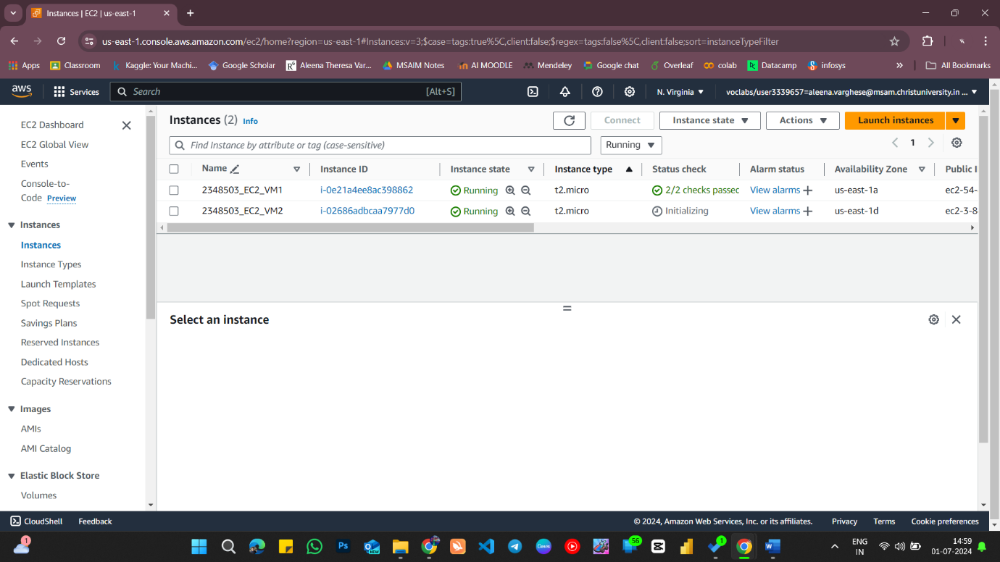 Instances | EC2 | us-east-1
us-east-1.console.aws.amazon.com/ec2/home?region=us-east-1#Instances:v=3;$case=tags:true%5C,client:false;$regex=tags:false%5C,client:false;sort=instanceTypeFilter
Apps Classroom Kaggle: Your Machi... Google Scholar Aleena Theresa Var... MSAIM Notes AI MOODLE Mendeley Google chat Overleaf colab Datacamp infosys » All Bookmarks
aws Services Search [Alt+S] N. Virginia voclabs/user3339657=aleena.varghese@msam.christuniversity.in ...
EC2 Dashboard
EC2 Global View
Events
Console-to-
Code Preview
Instances
Instances
Instance Types
Launch Templates
Spot Requests
Savings Plans
Reserved Instances
Dedicated Hosts
Capacity Reservations
Images
AMIs
AMI Catalog
Elastic Block Store
Volumes
Instances (2) Info Connect Instance state Actions Launch instances
Find Instance by attribute or tag (case-sensitive) Running 1
Name Instance ID Instance state Instance type Status check Alarm status Availability Zone Public I
2348503_EC2_VM1 i-0e21a4ee8ac398862 Running t2.micro 2/2 checks passec View alarms + us-east-1a ec2-54-
2348503_EC2_VM2 i-02686adbcaa7977d0 Running t2.micro Initializing View alarms + us-east-1d ec2-3-8
Select an instance
CloudShell Feedback © 2024, Amazon Web Services, Inc. or its affiliates. Privacy Terms Cookie preferences
1 Ps NEW 56 1 W ENG 14:59
IN 01-07-2024